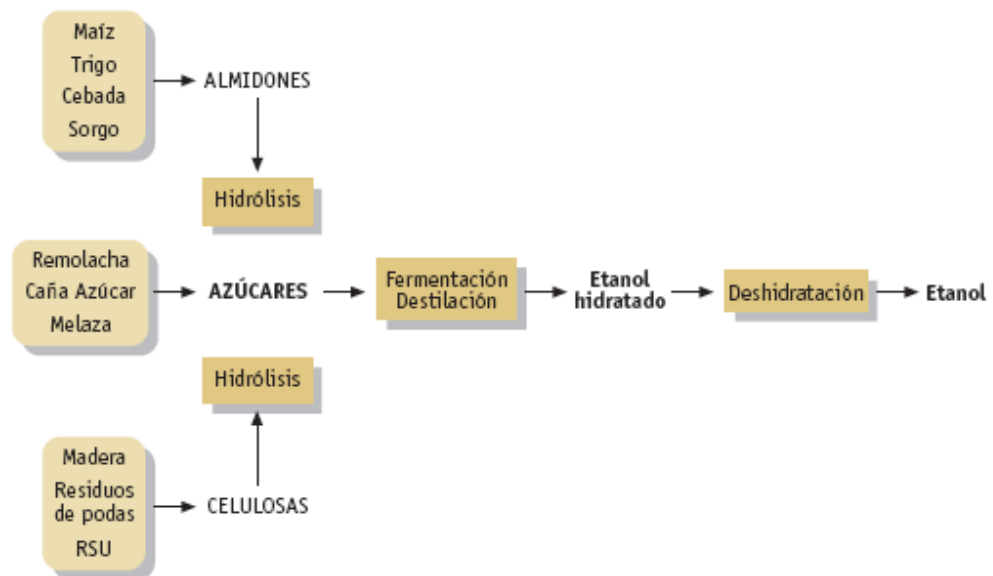 Maíz
Trigo
Cebada
Sorgo
ALMIDONES
Hidrólisis
Remolacha
Caña Azúcar
Melaza
AZÚCARES
Fermentación
Destilación
Etanol
hidratado
Deshidratación
Etanol
Hidrólisis
Madera
Residuos
de podas
RSU
CELULOSAS